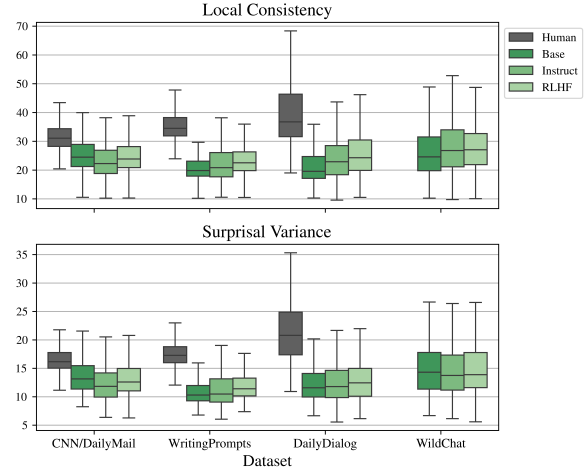 Local Consistency
70
60
50
40
30
20
10
Human
Base
Instruct
RLHF
Surprisal Variance
35
30
25
20
15
10
5
CNN/DailyMail WritingPrompts DailyDialog WildChat
Dataset